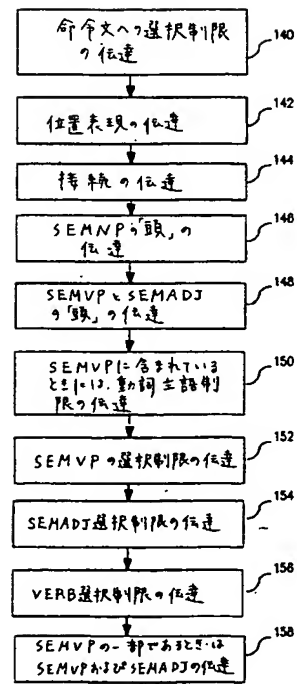 命令文への選択制限
の伝達
140
位置表現の伝達
142
接続の伝達
144
SEMNPの「頭」の
伝達
146
SEMVPとSEMADJ
の「頭」の伝達
148
SEMVPに含まれている
ときには、動詞主語制
限の伝達
150
SEMVPの選択制限の伝達
152
SEMADJ選択制限の伝達
154
VERB選択制限の伝達
156
SEMVPの一部であるときは
SEMVPおよびSEMADJの伝達
158